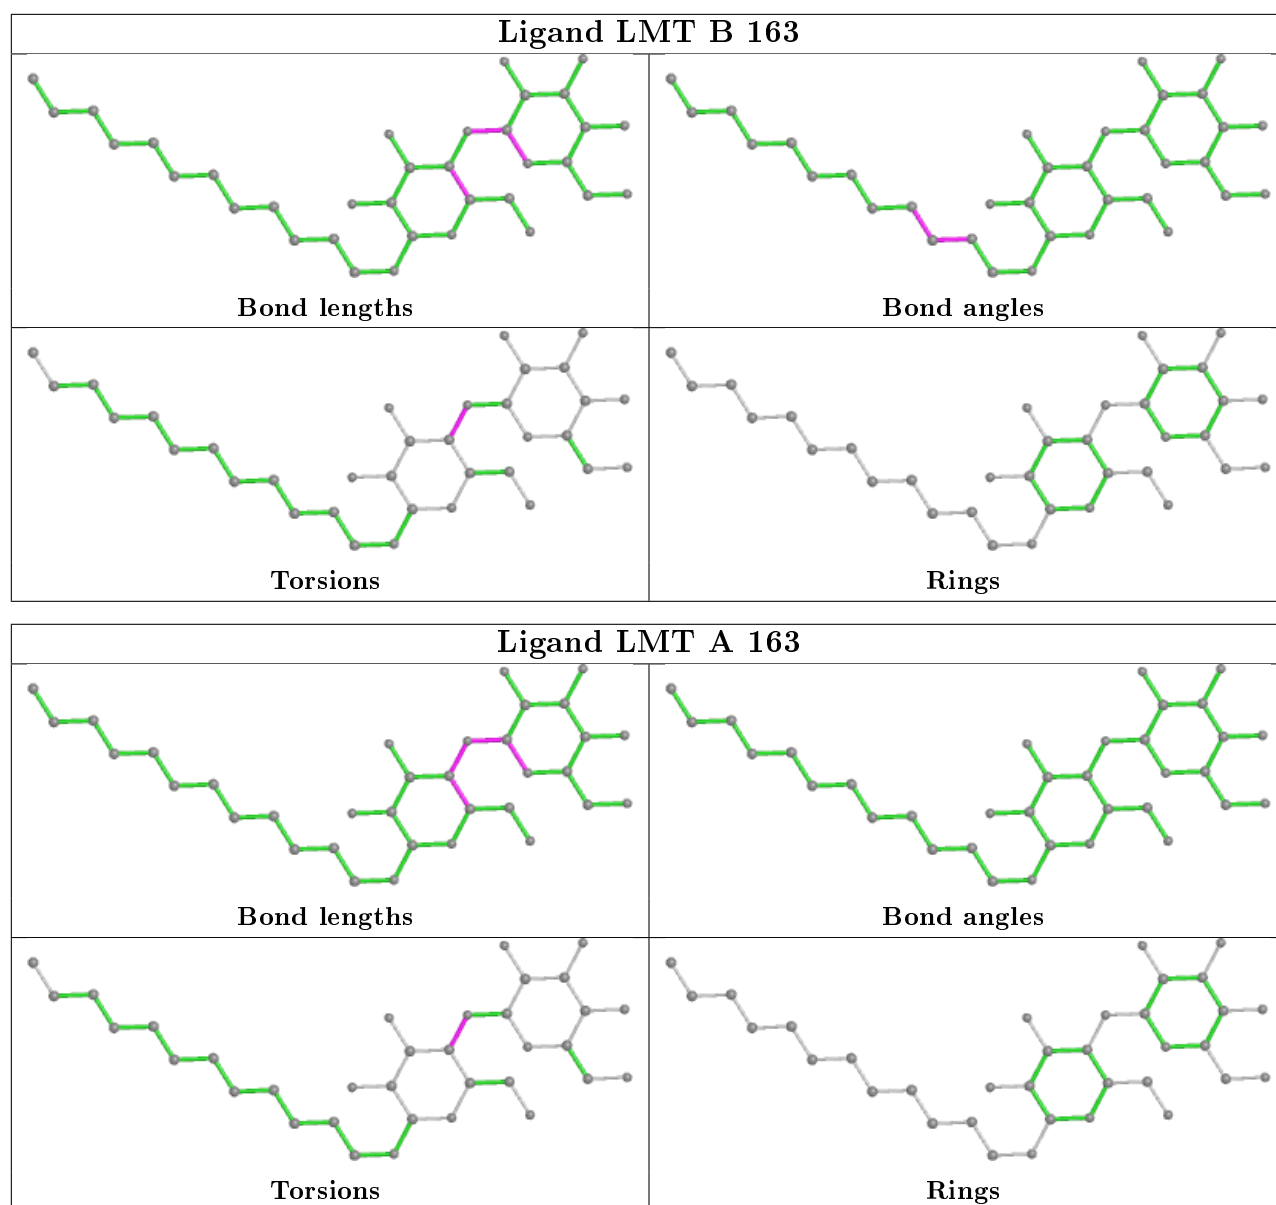 Ligand LMT B 163
Bond lengths
Bond angles
Torsions
Rings
Ligand LMT A 163
Bond lengths
Bond angles
Torsions
Rings